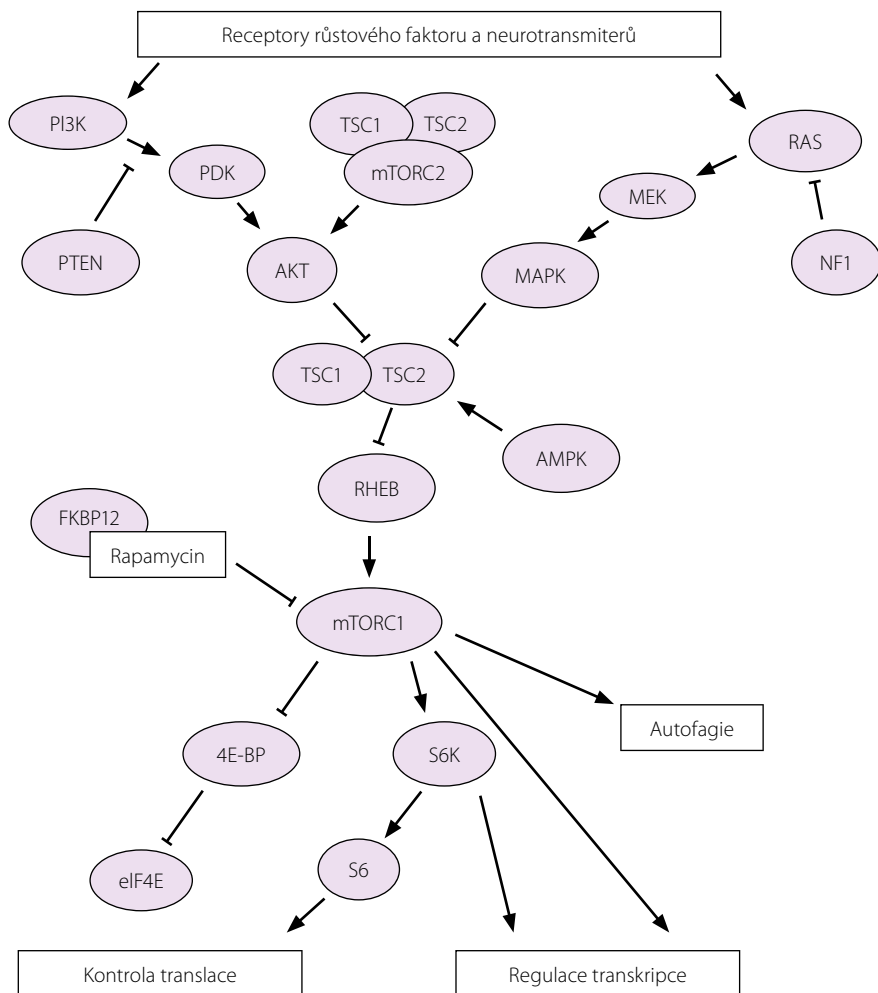 Receptory růstového faktoru a neurotransmiterů
PI3K
TSC1
TSC2
RAS
PDK
mTORC2
MEK
PTEN
AKT
MAPK
NF1
TSC1
TSC2
AMPK
RHEB
FKBP12
Rapamycin
mTORC1
Autofagie
4E-BP
S6K
eIF4E
S6
Kontrola translace
Regulace transkripce